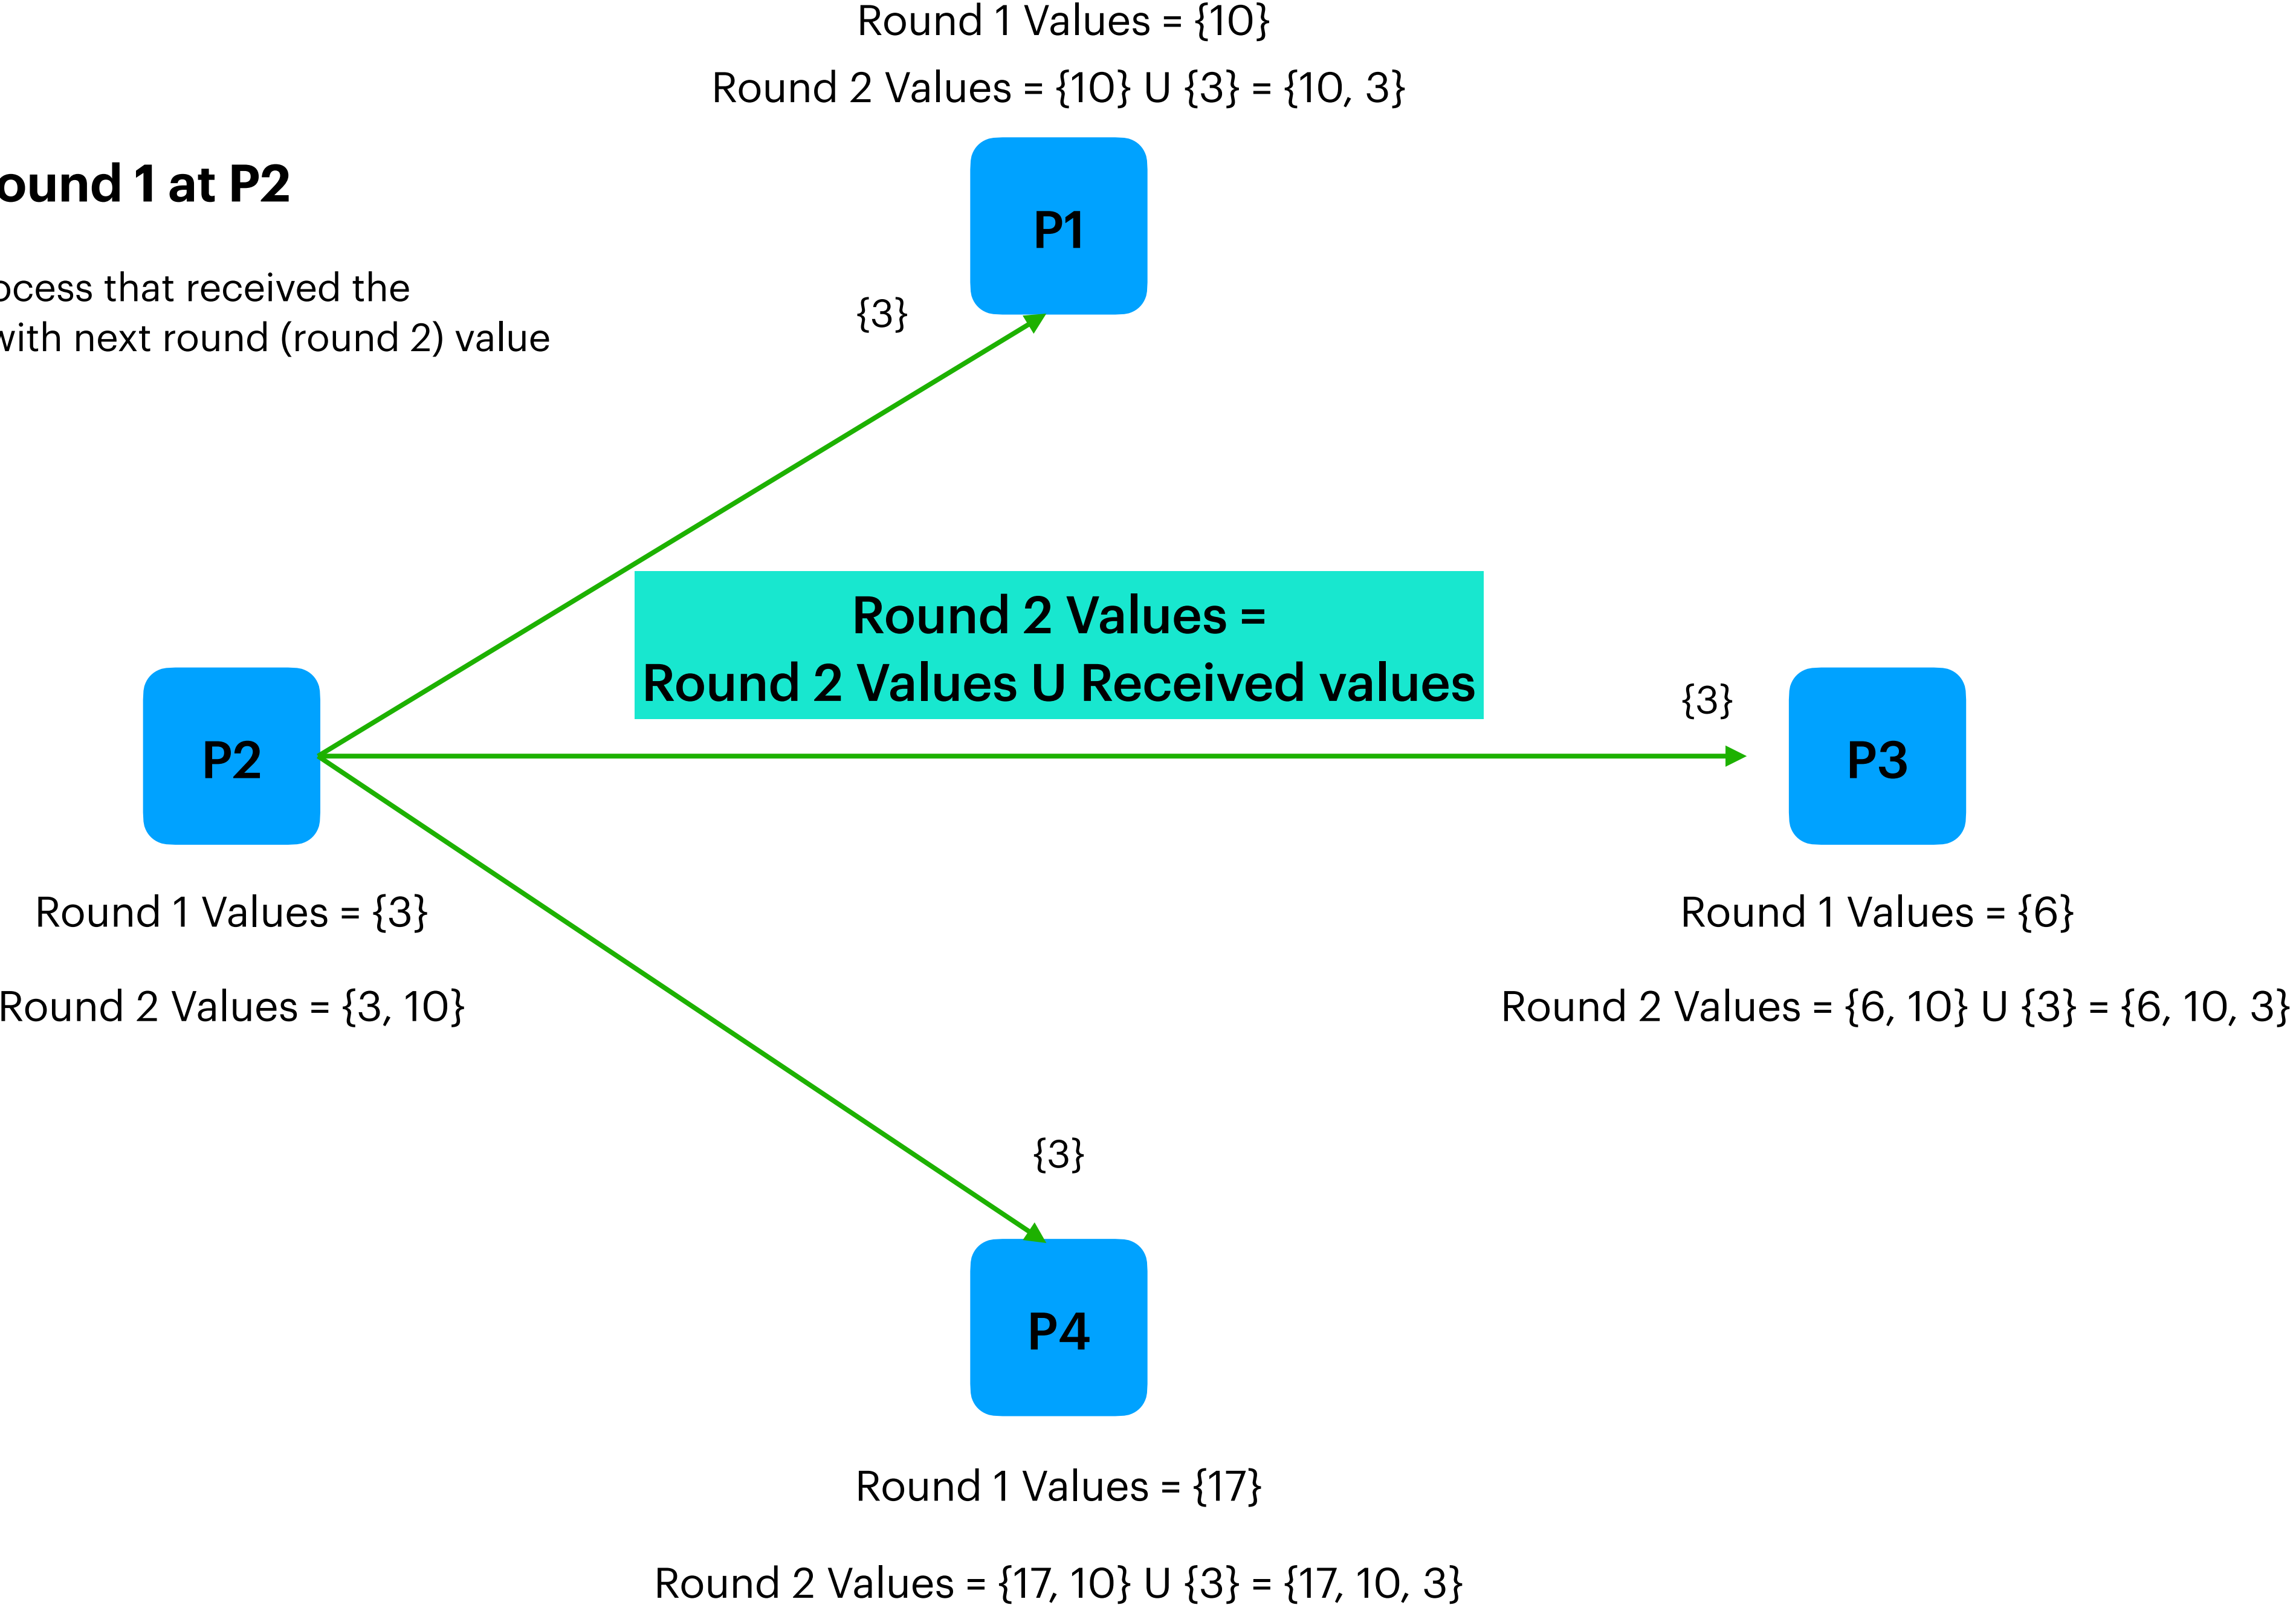 Round 1 Values = {10}
Round 2 Values = {10} U {3} = {10, 3}
ound 1 at P2
P1
ocess that received the
with next round (round 2) value
{3}
Round 2 Values =
Round 2 Values U Received values
{3}
P2
P3
Round 1 Values = {3}
Round 1 Values = {6}
Round 2 Values = {3, 10}
Round 2 Values = {6, 10} U {3} = {6, 10, 3}
{3}
P4
Round 1 Values = {17}
Round 2 Values = {17, 10} U {3} = {17, 10, 3}